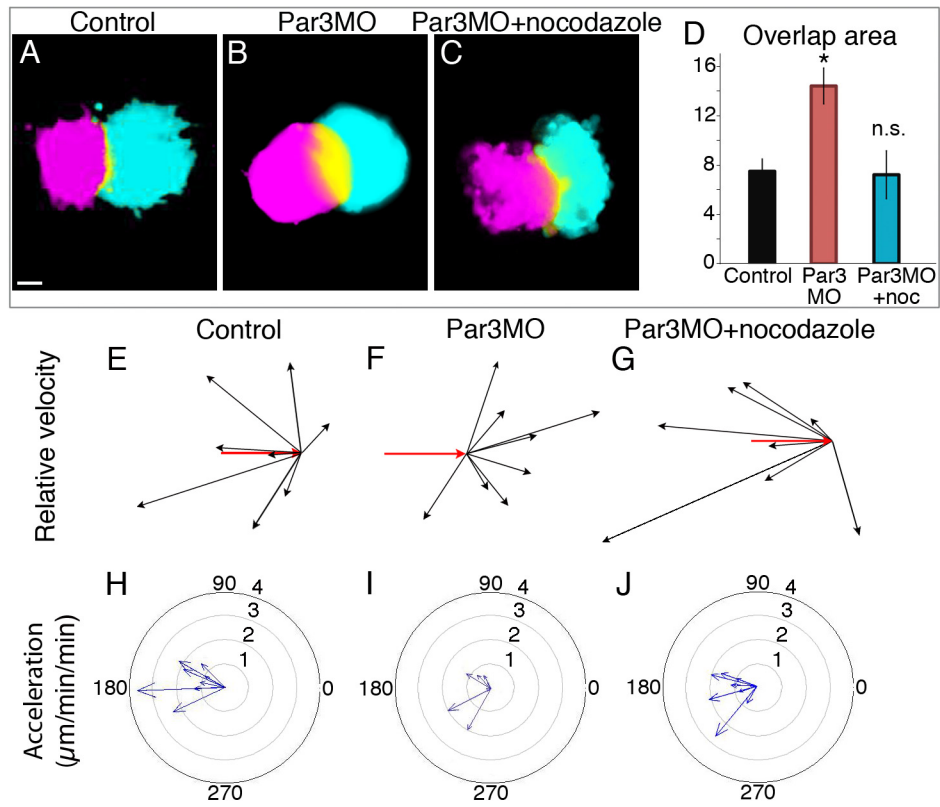 Control
Par3MO
Par3MO+nocodazole
A
B
C
D
Overlap area
16
12
8
4
0
*
n.s.
Control
Par3
MO
Par3MO
+noc
Control
Par3MO
Par3MO+nocodazole
Relative velocity
E
F
G
Acceleration
(µm/min/min)
H
90
4
3
2
1
180
0
270
I
90
4
3
2
1
180
0
270
J
90
4
3
2
1
180
0
270